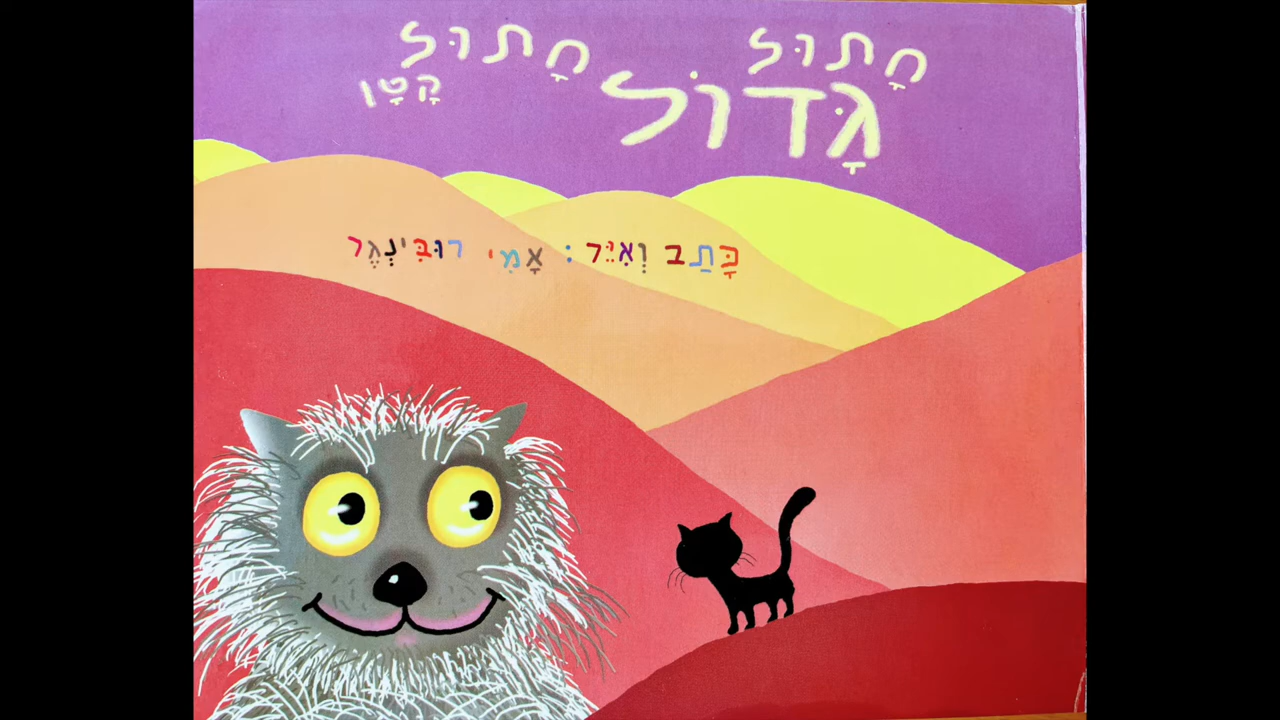 חָתוּל גָּדוֹל
חָתוּל קָטָן
כָּתַב וְאִיֵּר: אָמִי רוּבִּינְגֶר